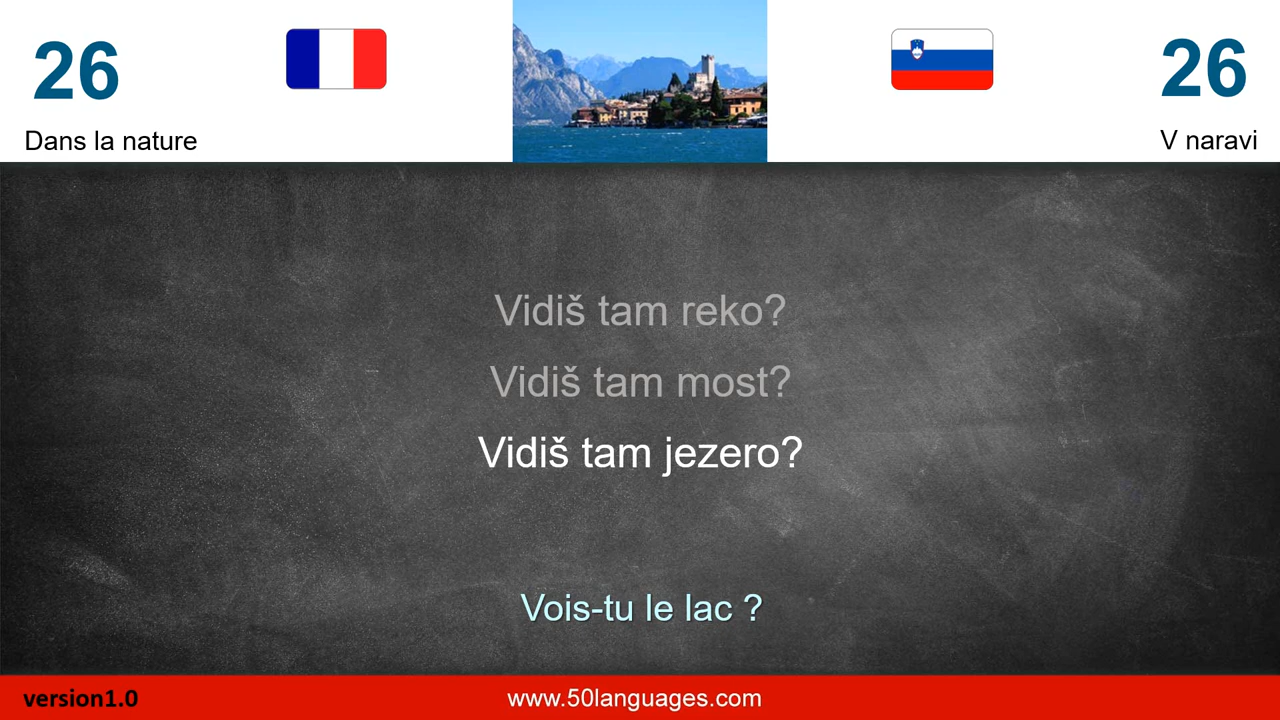 26
26
Dans la nature
V naravi
Vidiš tam reko?
Vidiš tam most?
Vidiš tam jezero?
Vois-tu le lac ?
version1.0
www.50languages.com